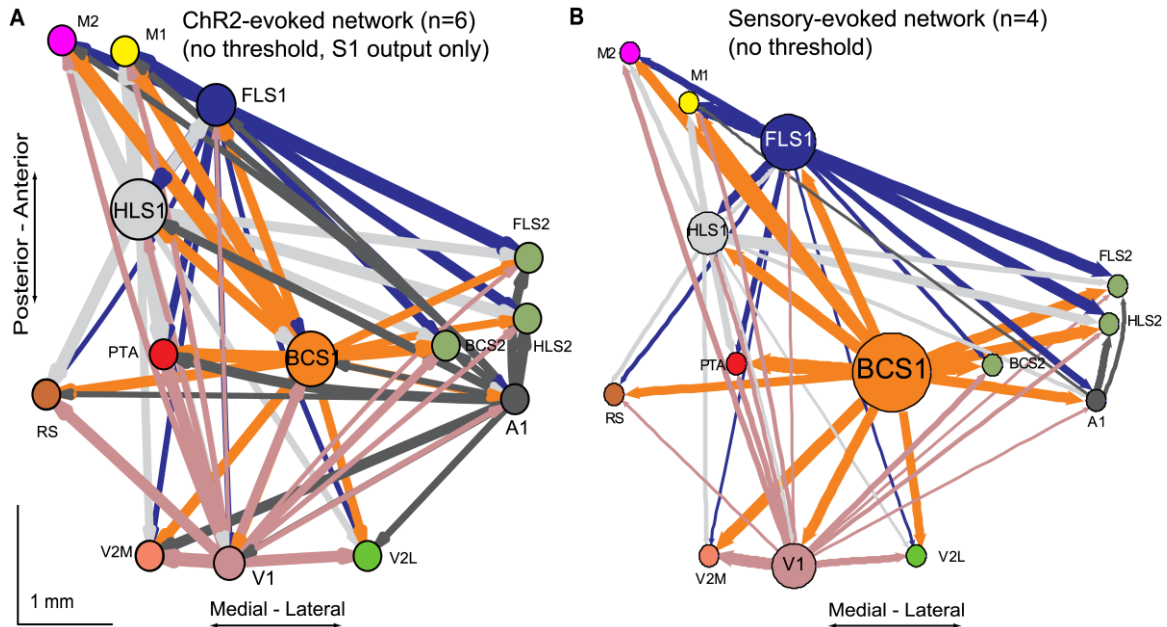 A
ChR2-evoked network (n=6)
(no threshold, S1 output only)
M2
M1
FLS1
HLS1
Posterior - Anterior
FLS2
HLS2
BCS2
BCS1
PTA
RS
A1
V2M
V1
V2L
1 mm
Medial - Lateral
B
Sensory-evoked network (n=4)
(no threshold)
M2
M1
FLS1
HLS1
FLS2
HLS2
BCS2
BCS1
PTA
RS
A1
V2M
V1
V2L
Medial - Lateral